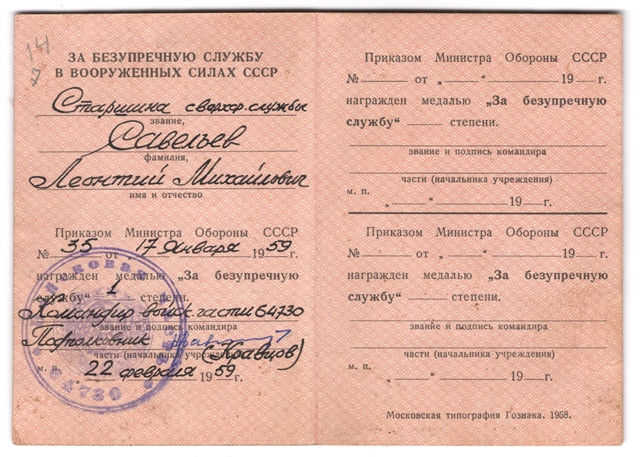 14
7
ЗА БЕЗУПРЕЧНУЮ СЛУЖБУ
В ВООРУЖЕННЫХ СИЛАХ СССР
Старшина сверхср. службы
звание,
Савельев
фамилия,
Леонтий Михайлович
имя и отчество
Приказом Министра Обороны СССР
№ 35 от 17 января 1959 г.
награжден медалью „За безупречную
службу" 1 степени.
Командир войск. части 64730
звание и подпись командира
Подполковник
части (начальника учреждения)
(Кравцов)
м. п. „22" февраля 1959 г.
Приказом Министра Обороны СССР
№ от „ " 19 г.
награжден медалью „За безупречную
службу" степени.
звание и подпись командира
части (начальника учреждения)
м. п. „ " 19 г.
Приказом Министра Обороны СССР
№ от „ " 19 г.
награжден медалью „За безупречную
службу" степени.
звание и подпись командира
части (начальника учреждения)
м. п. „ " 19 г.
Московская типография Гознака. 1958.